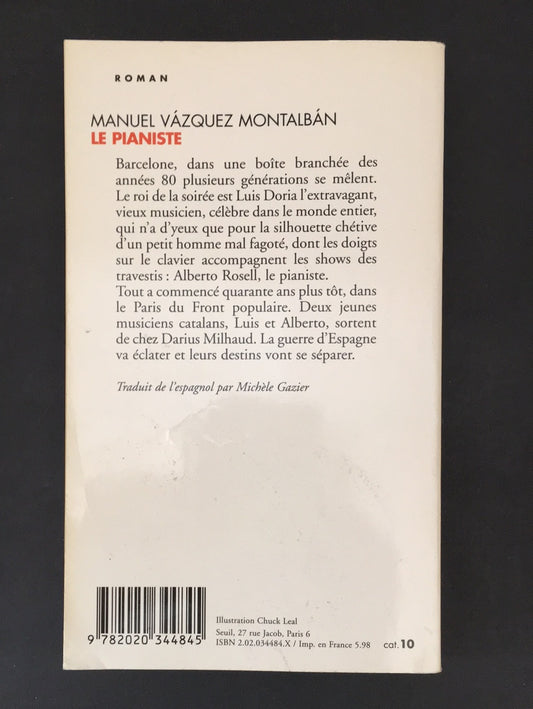 ROMAN
MANUEL VÁZQUEZ MONTALBÁN
LE PIANISTE
Barcelone, dans une boîte branchée des
années 80 plusieurs générations se mêlent.
Le roi de la soirée est Luis Doria l'extravagant,
vieux musicien, célèbre dans le monde entier,
qui n'a d'yeux que pour la silhouette chétive
d'un petit homme mal fagoté, dont les doigts
sur le clavier accompagnent les shows des
travestis : Alberto Rosell, le pianiste.
Tout a commencé quarante ans plus tôt, dans
le Paris du Front populaire. Deux jeunes
musiciens catalans, Luis et Alberto, sortent
de chez Darius Milhaud. La guerre d'Espagne
va éclater et leurs destins vont se séparer.
Traduit de l'espagnol par Michèle Gazier
Illustration Chuck Leal
Seuil, 27 rue Jacob, Paris 6
ISBN 2.02.034484.X / Imp. en France 5.98
cat.10
9 782020 344845